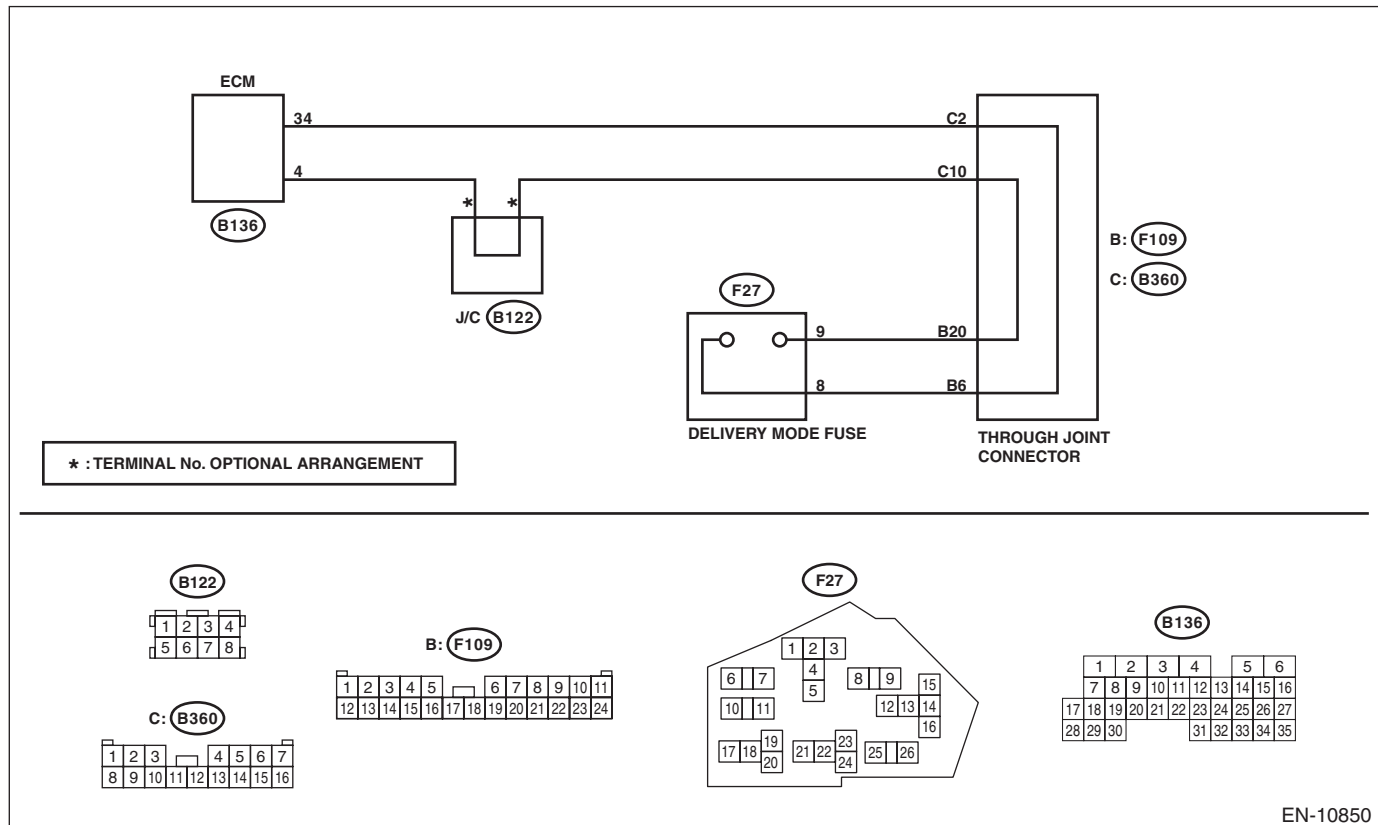 ECM
34
C2
4
C10
* *
B136
B: F109
F27
C: B360
J/C B122
9
B20
8
B6
DELIVERY MODE FUSE
THROUGH JOINT
CONNECTOR
* : TERMINAL No. OPTIONAL ARRANGEMENT
B122
1 2 3 4
5 6 7 8
B: F109
1 2 3 4 5 6 7 8 9 10 11
12 13 14 15 16 17 18 19 20 21 22 23 24
C: B360
1 2 3 4 5 6 7
8 9 10 11 12 13 14 15 16
F27
1 2 3
4
5
6 7
8 9
10 11
15
12 13 14
16
17 18 19
20
21 22 23
24
25 26
B136
1 2 3 4 5 6
7 8 9 10 11 12 13 14 15 16
17 18 19 20 21 22 23 24 25 26 27
28 29 30 31 32 33 34 35
EN-10850